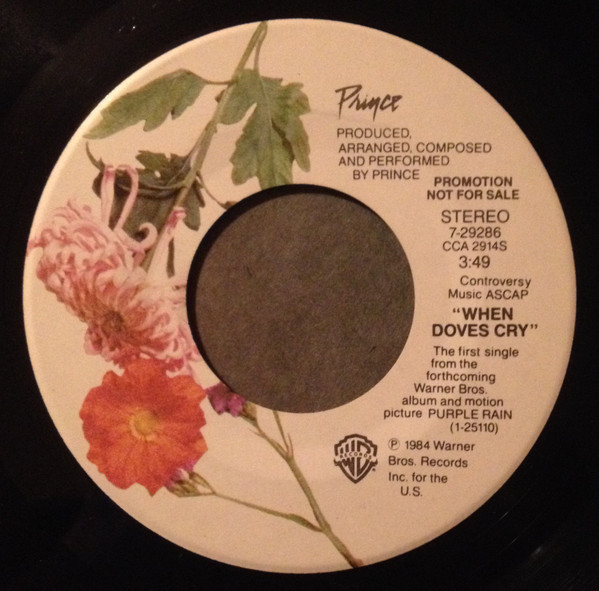 Prince
PRODUCED,
ARRANGED, COMPOSED
AND PERFORMED
BY PRINCE
PROMOTION
NOT FOR SALE
STEREO
7-29286
CCA 2914S
3:49
Controversy
Music ASCAP
"WHEN
DOVES CRY"
The first single
from the
forthcoming
Warner Bros.
album and motion
picture PURPLE RAIN
(1-25110)
WB
RECORDS
℗ 1984 Warner
Bros. Records
Inc. for the
U.S.